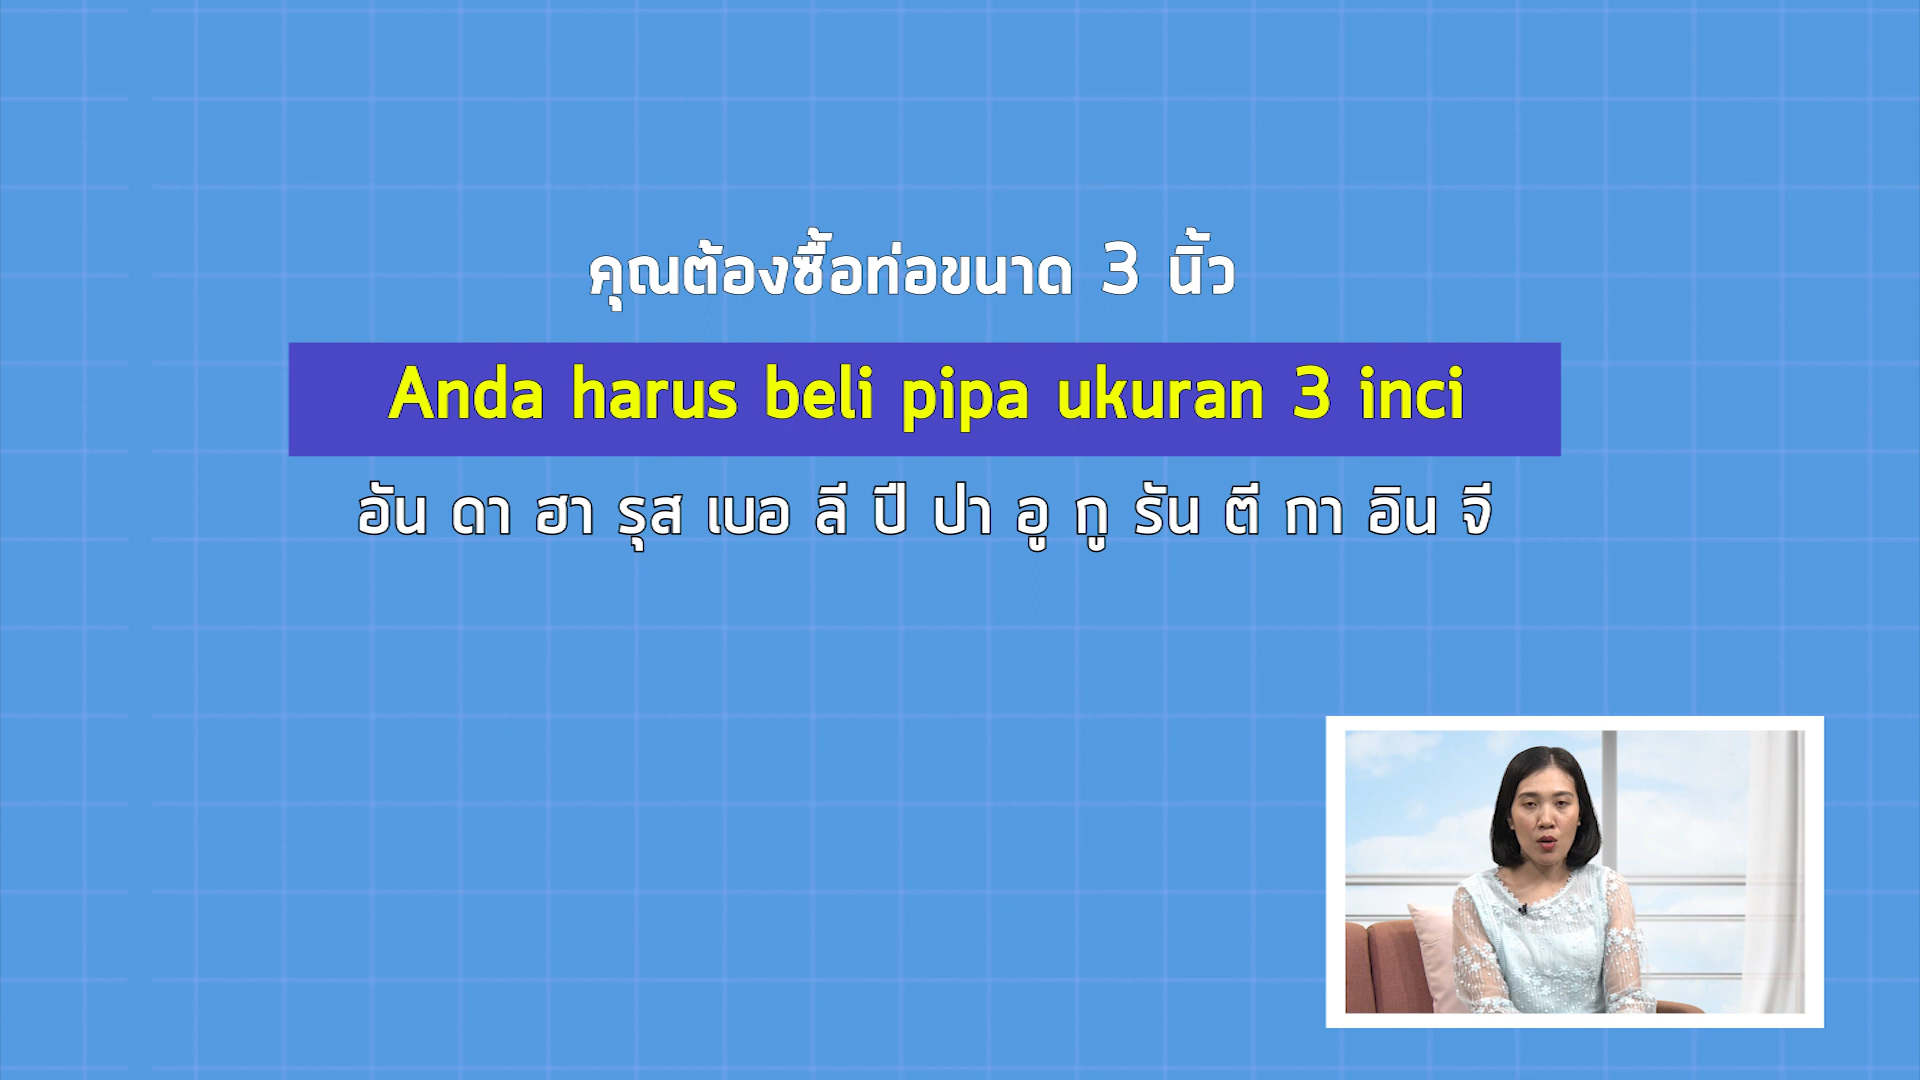 คุณต้องซื้อท่อขนาด 3 นิ้ว
Anda harus beli pipa ukuran 3 inci
อัน ดา ฮา รุส เบอ ลี ปี ปา อู กู รัน ตี กา อิน จี